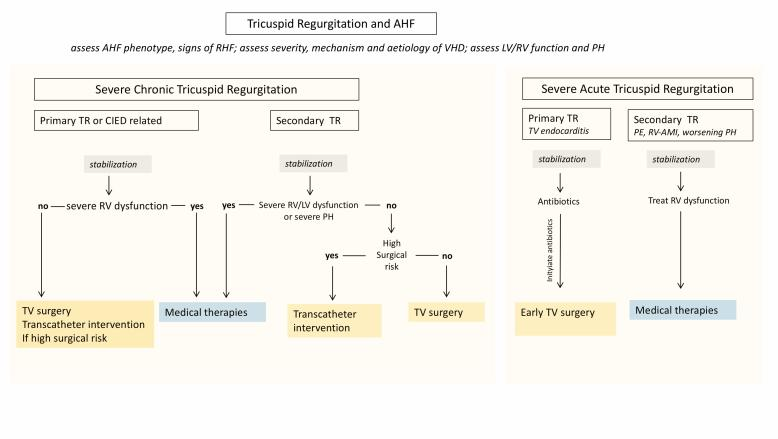 Tricuspid Regurgitation and AHF
assess AHF phenotype, signs of RHF; assess severity, mechanism and aetiology of VHD; assess LV/RV function and PH
Severe Chronic Tricuspid Regurgitation
Primary TR or CIED related
Secondary TR
stabilization
stabilization
no
severe RV dysfunction
yes
yes
Severe RV/LV dysfunction
or severe PH
no
yes
High
Surgical
risk
no
TV surgery
Transcatheter intervention
If high surgical risk
Medical therapies
Transcatheter
intervention
TV surgery
Severe Acute Tricuspid Regurgitation
Primary TR
TV endocarditis
Secondary TR
PE, RV-AMI, worsening PH
stabilization
stabilization
Antibiotics
Treat RV dysfunction
Inityiate antibiotics
Early TV surgery
Medical therapies